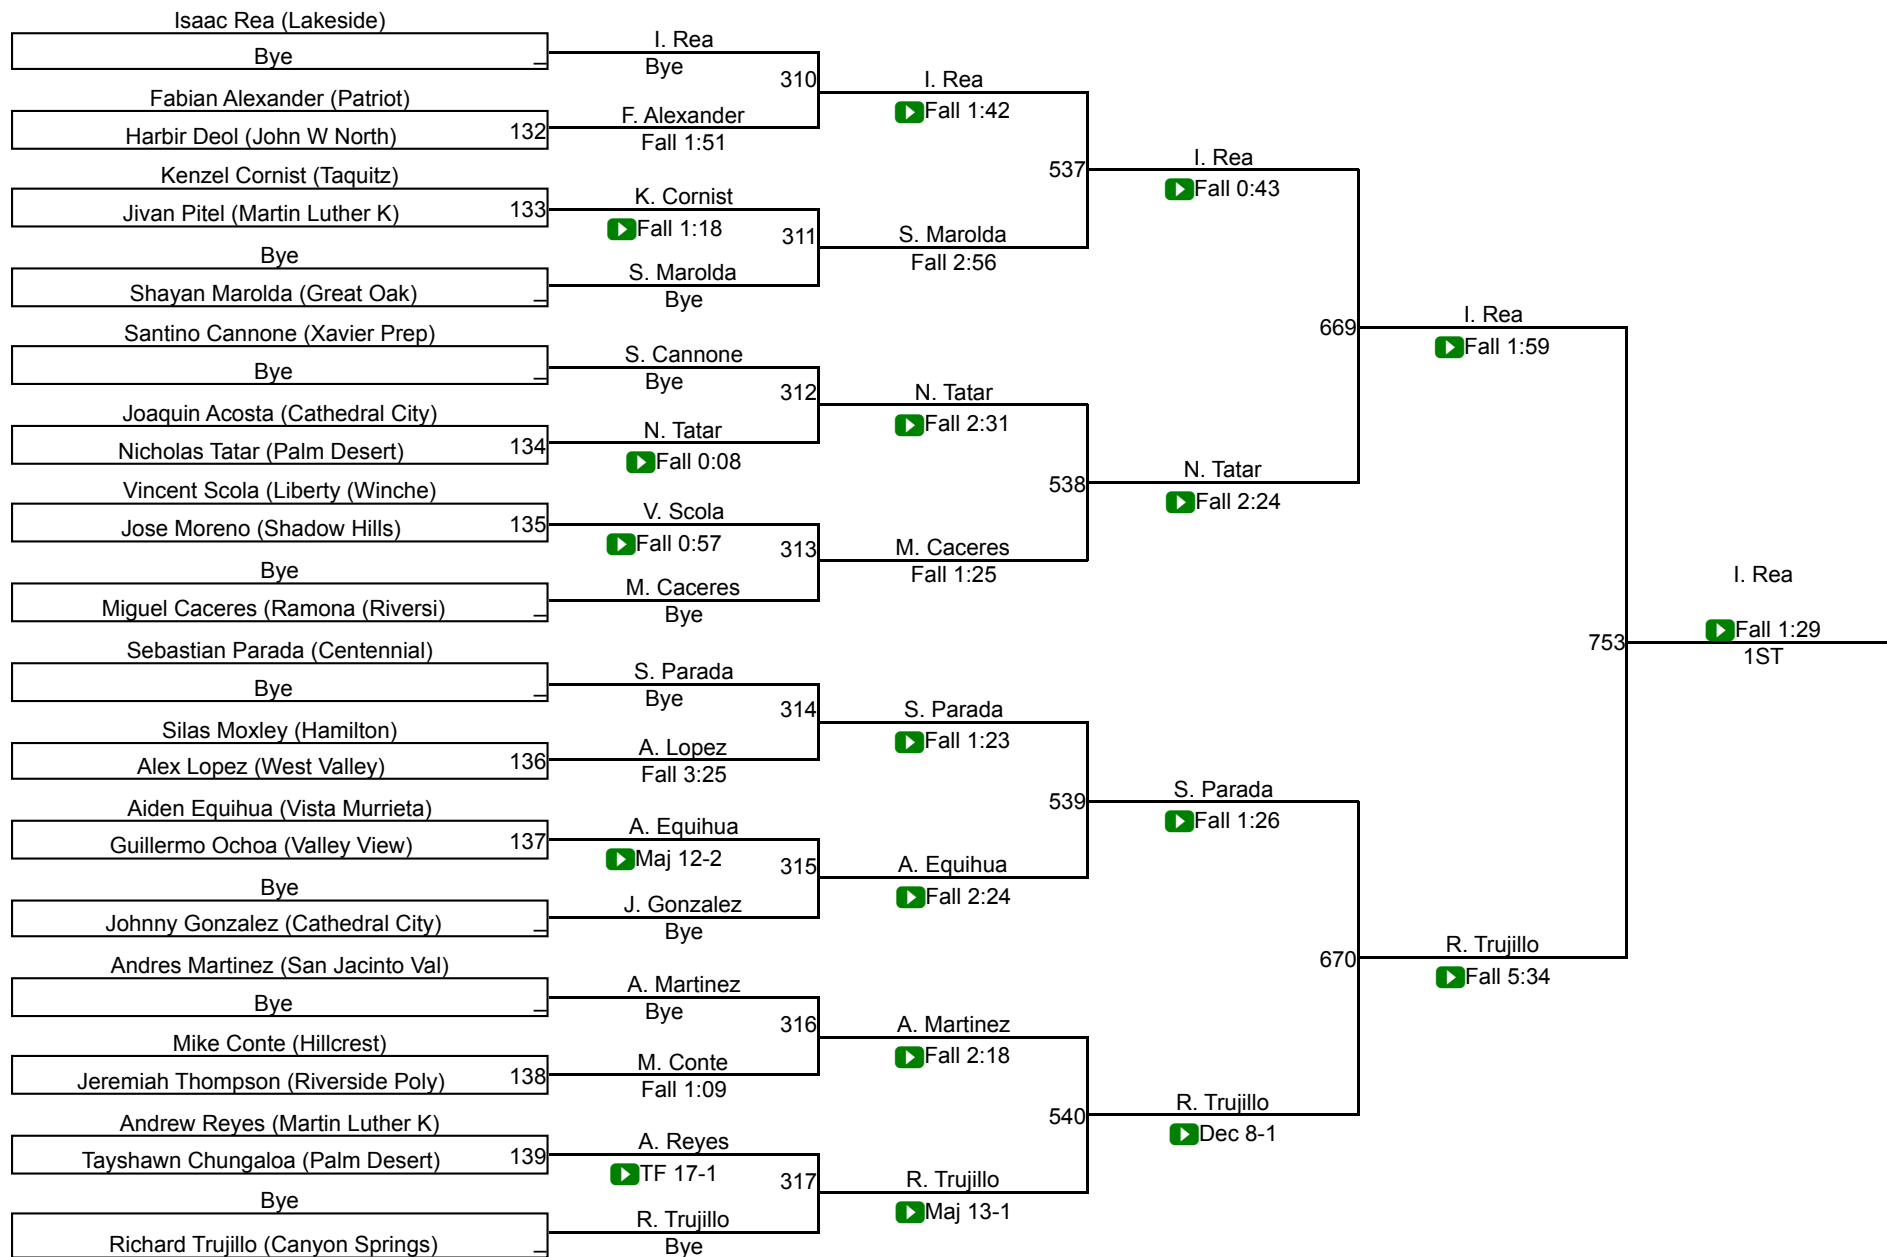 Isaac Rea (Lakeside)
Bye
Fabian Alexander (Patriot)
Harbir Deol (John W North)
132
Kenzel Cornist (Taquitz)
Jivan Pitel (Martin Luther K)
133
Bye
Shayan Marolda (Great Oak)
Santino Cannone (Xavier Prep)
Bye
Joaquin Acosta (Cathedral City)
Nicholas Tatar (Palm Desert)
134
Vincent Scola (Liberty (Winche)
Jose Moreno (Shadow Hills)
135
Bye
Miguel Caceres (Ramona (Riversi)
Sebastian Parada (Centennial)
Bye
Silas Moxley (Hamilton)
Alex Lopez (West Valley)
136
Aiden Equihua (Vista Murrieta)
Guillermo Ochoa (Valley View)
137
Bye
Johnny Gonzalez (Cathedral City)
Andres Martinez (San Jacinto Val)
Bye
Mike Conte (Hillcrest)
Jeremiah Thompson (Riverside Poly)
138
Andrew Reyes (Martin Luther K)
Tayshawn Chungaloa (Palm Desert)
139
Bye
Richard Trujillo (Canyon Springs)
I. Rea
Bye
310
F. Alexander
Fall 1:51
K. Cornist
Fall 1:18
311
S. Marolda
Bye
S. Cannone
Bye
312
N. Tatar
Fall 0:08
V. Scola
Fall 0:57
313
M. Caceres
Bye
S. Parada
Bye
314
A. Lopez
Fall 3:25
A. Equihua
Maj 12-2
315
J. Gonzalez
Bye
A. Martinez
Bye
316
M. Conte
Fall 1:09
A. Reyes
TF 17-1
317
R. Trujillo
Bye
I. Rea
Fall 1:42
537
S. Marolda
Fall 2:56
N. Tatar
Fall 2:31
538
M. Caceres
Fall 1:25
S. Parada
Fall 1:23
539
A. Equihua
Fall 2:24
A. Martinez
Fall 2:18
540
R. Trujillo
Maj 13-1
I. Rea
Fall 0:43
669
N. Tatar
Fall 2:24
S. Parada
Fall 1:26
670
R. Trujillo
Dec 8-1
I. Rea
Fall 1:59
753
R. Trujillo
Fall 5:34
I. Rea
Fall 1:29
1ST